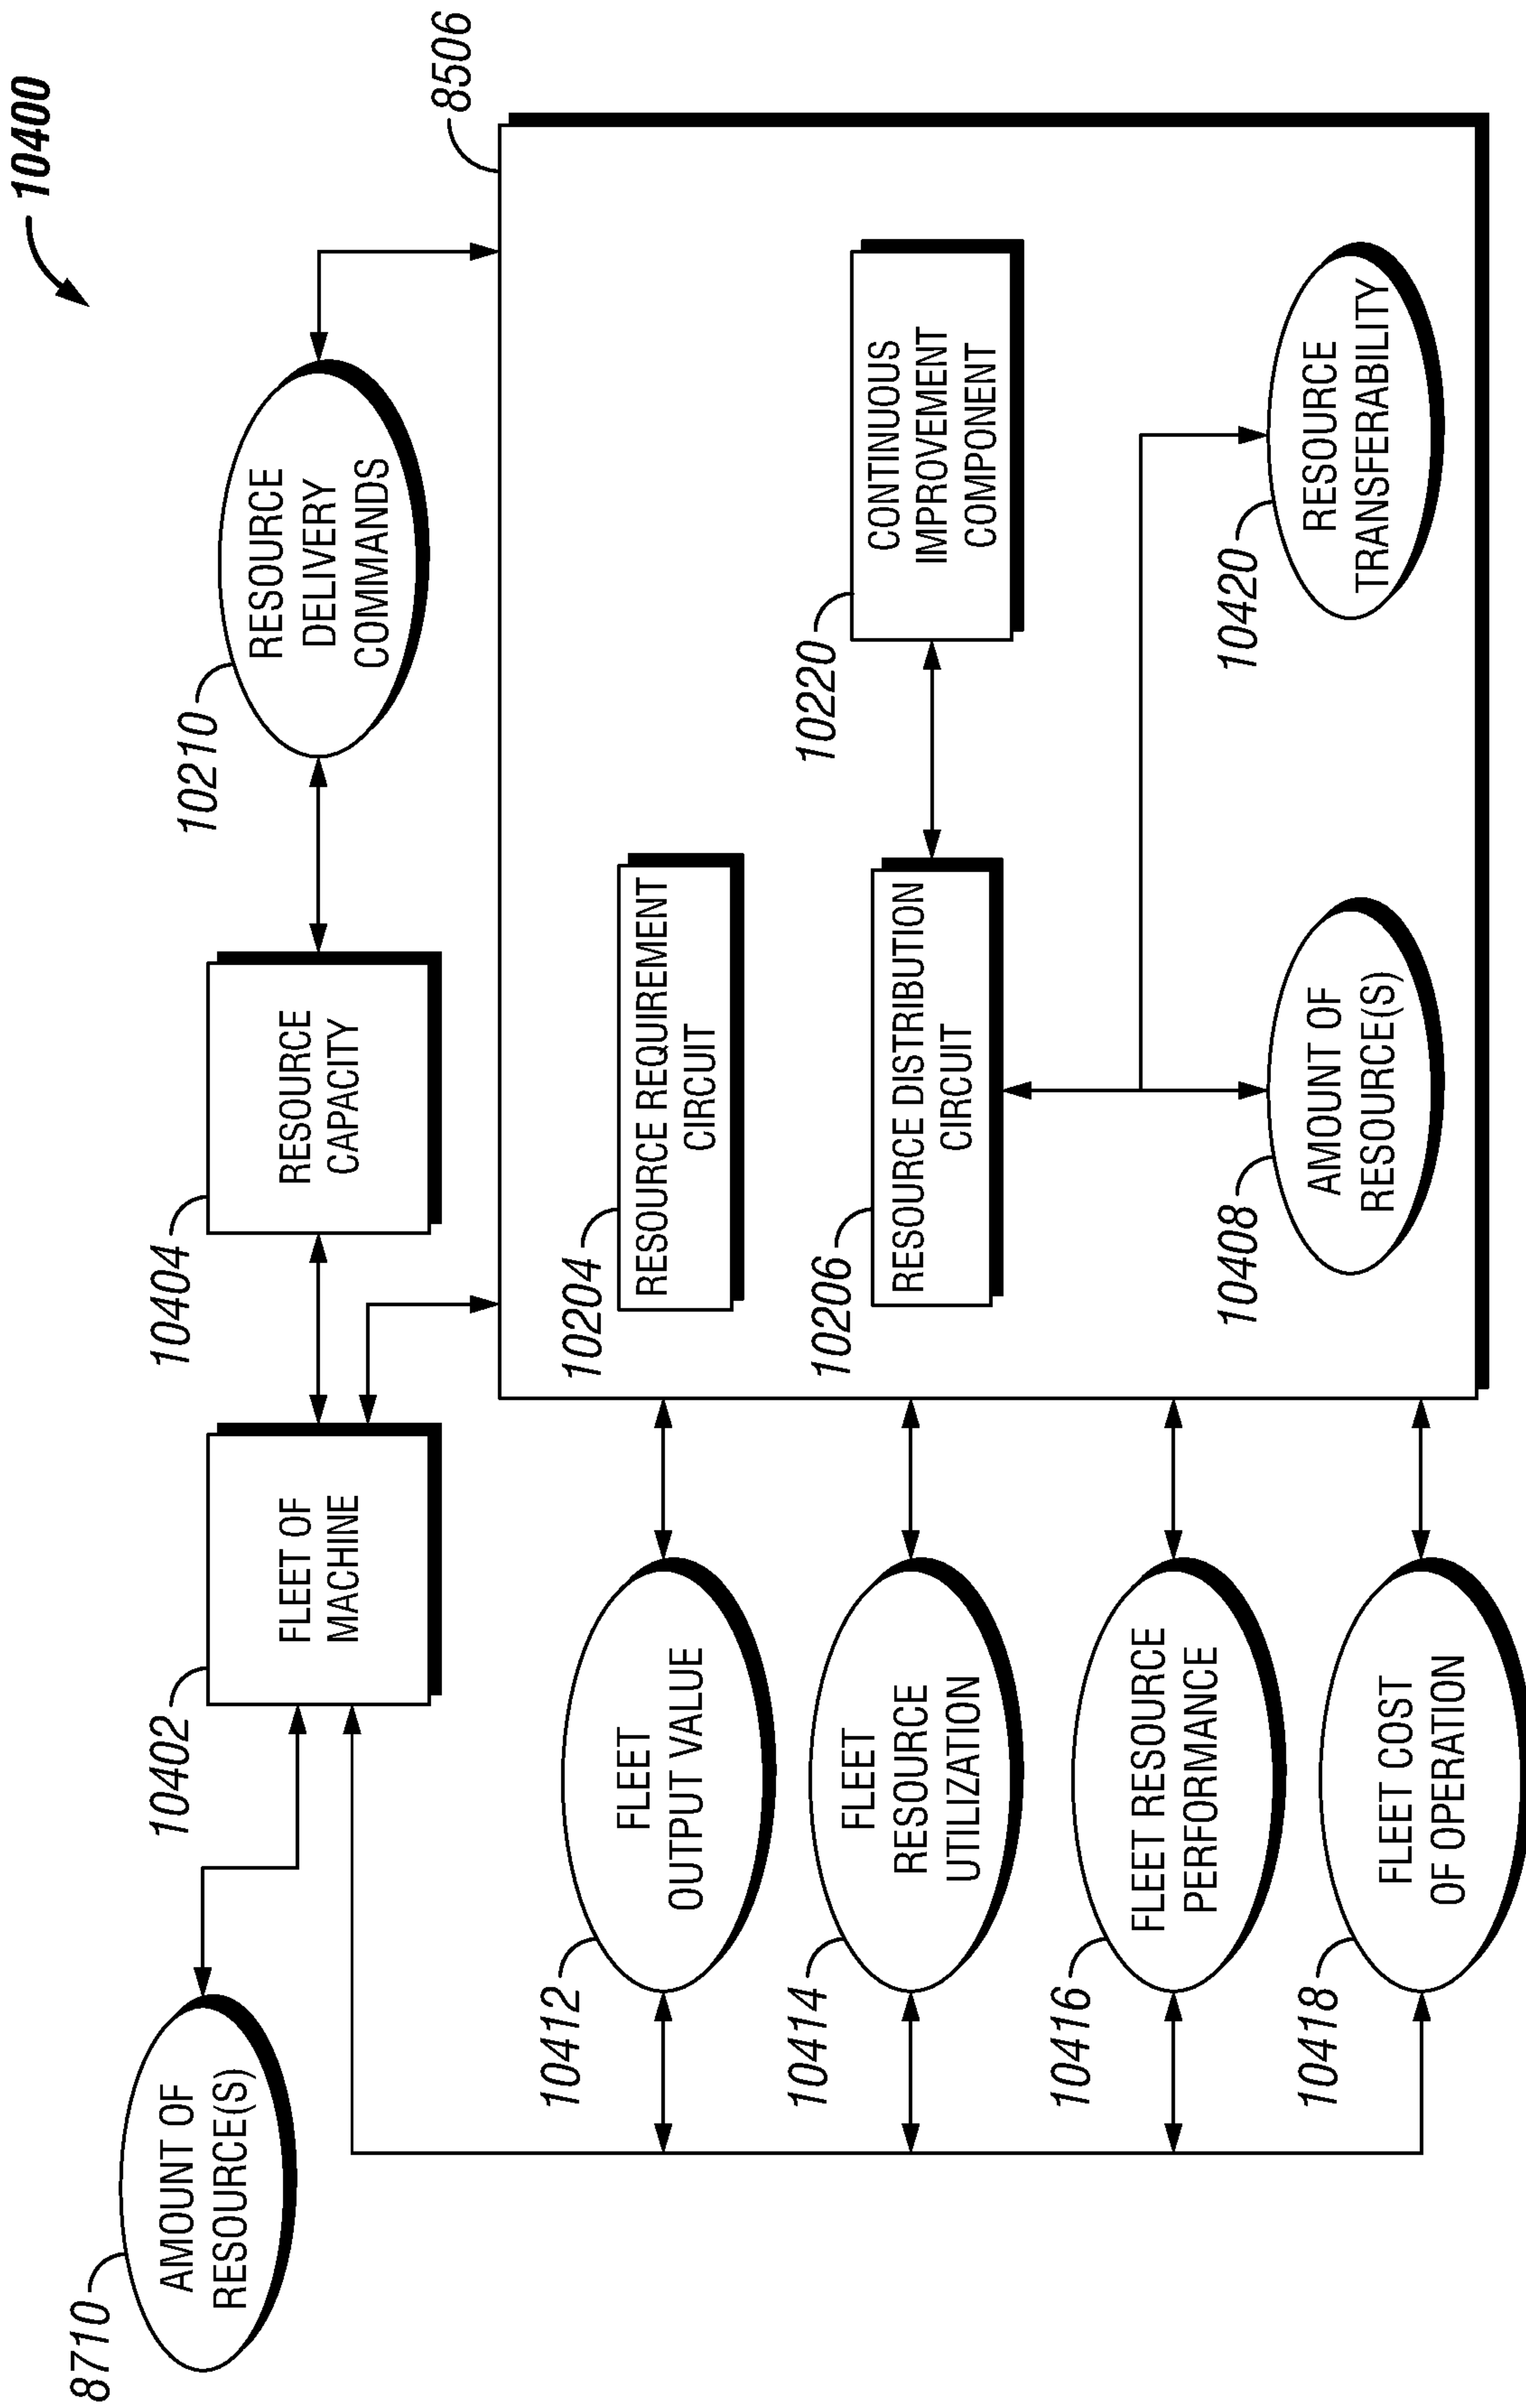 10400
8710
AMOUNT OF
RESOURCE(S)
10402
FLEET OF
MACHINE
10404
RESOURCE
CAPACITY
10210
RESOURCE
DELIVERY
COMMANDS
8506
10412
FLEET
OUTPUT VALUE
10414
FLEET
RESOURCE
UTILIZATION
10416
FLEET RESOURCE
PERFORMANCE
10418
FLEET COST
OF OPERATION
10204
RESOURCE REQUIREMENT
CIRCUIT
10206
RESOURCE DISTRIBUTION
CIRCUIT
10220
CONTINUOUS
IMPROVEMENT
COMPONENT
10408
AMOUNT OF
RESOURCE(S)
10420
RESOURCE
TRANSFERABILITY